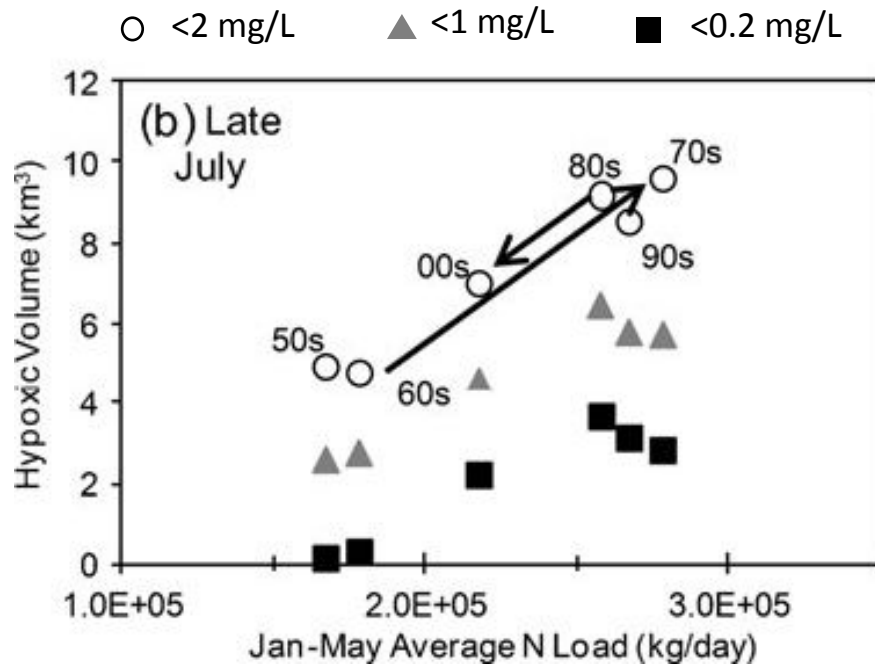 <2 mg/L <1 mg/L <0.2 mg/L
12
(b) Late
July
10
80s
70s
8
00s
90s
6
50s
60s
4
2
0
1.0E+05 2.0E+05 3.0E+05
Hypoxic Volume (km³)
Jan-May Average N Load (kg/day)